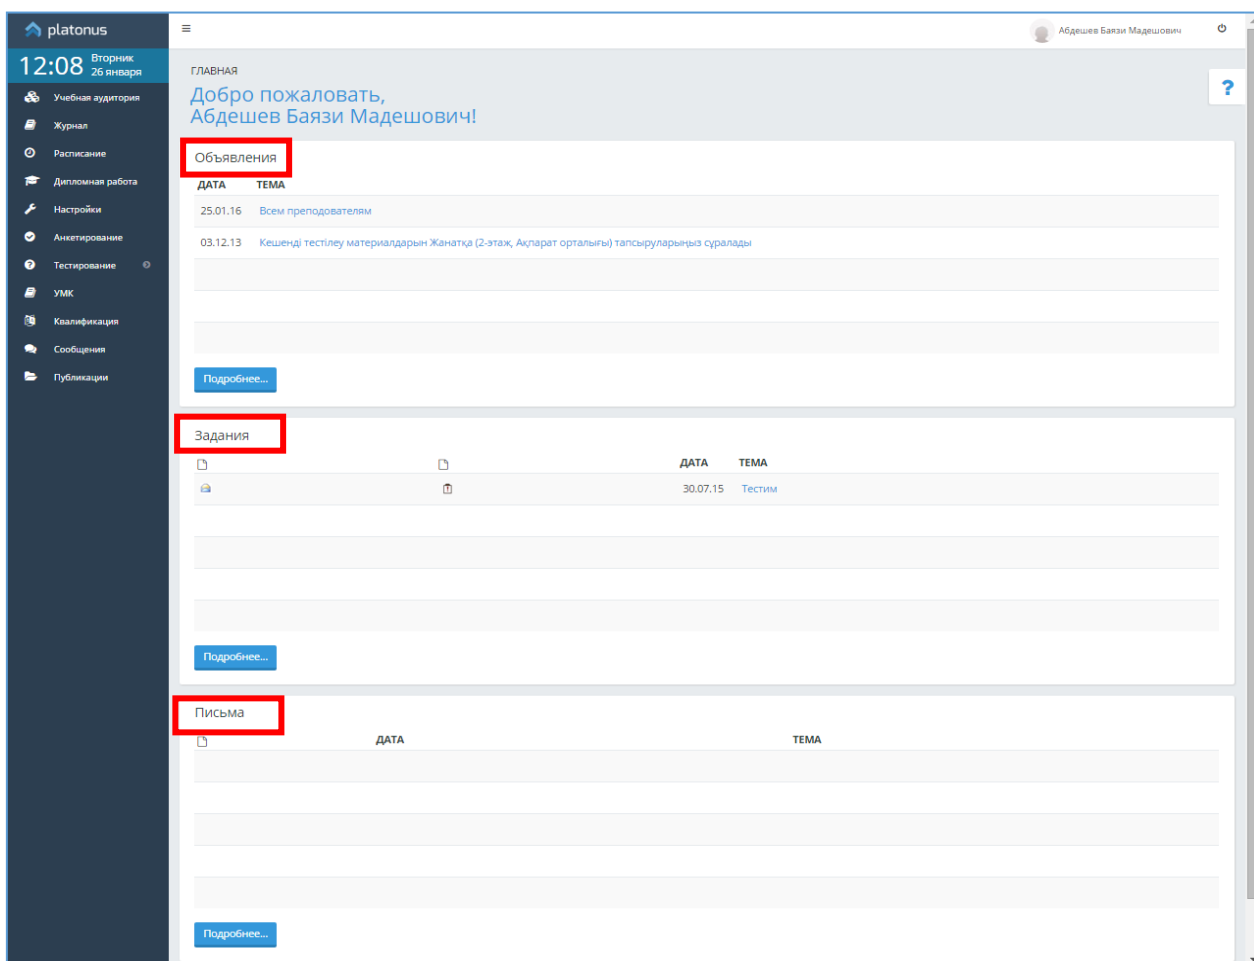 platonus
Абдешев Баязи Мадешович
12:08 Вторник
26 января
Учебная аудитория
Журнал
Расписание
Дипломная работа
Настройки
Анкетирование
Тестирование
УМК
Квалификация
Сообщения
Публикации
ГЛАВНАЯ
Добро пожаловать,
Абдешев Баязи Мадешович!
?
Объявления
ДАТА ТЕМА
25.01.16 Всем преподователям
03.12.13 Кешенді тестілеу материалдарын Жанатқа (2-этаж, Ақпарат орталығы) тапсыруларыңыз сұралады
Подробнее...
Задания
ДАТА ТЕМА
30.07.15 Тестим
Подробнее...
Письма
ДАТА ТЕМА
Подробнее...